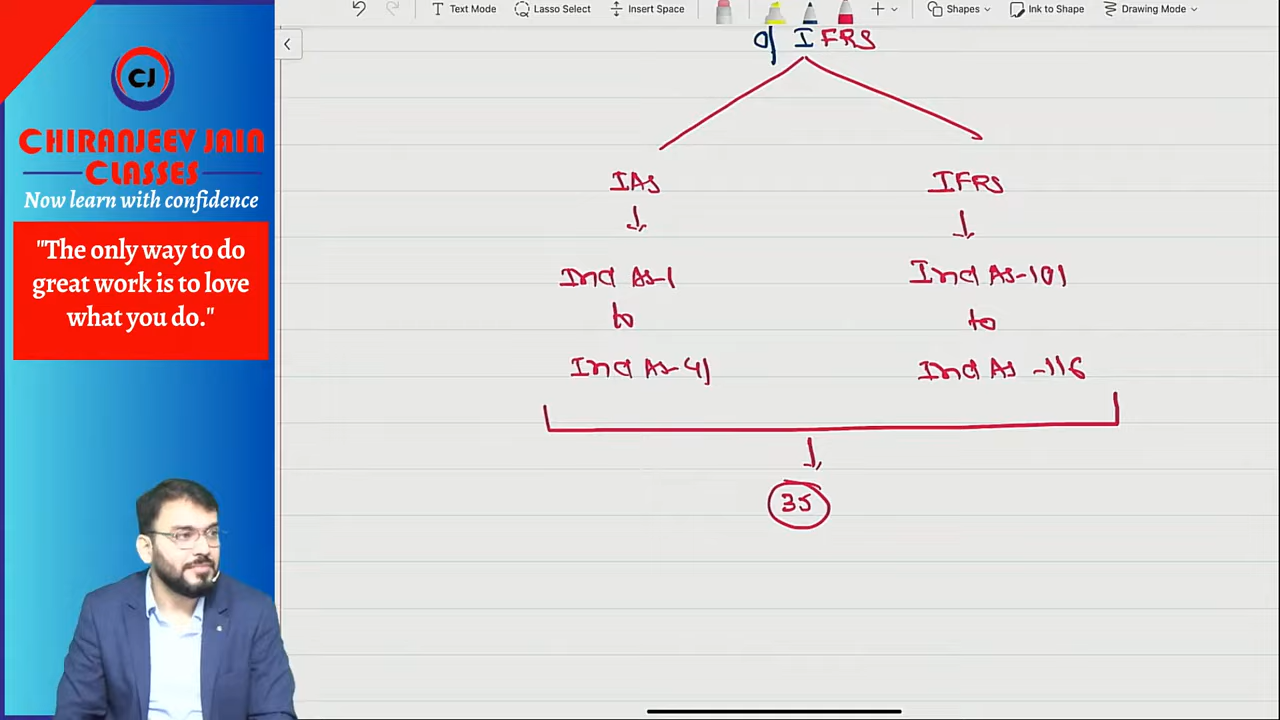 Text Mode
Lasso Select
Insert Space
Shapes
Ink to Shape
Drawing Mode
of IFRS
CJ
CHIRANJEEV JAIN
CLASSES
Now learn with confidence
"The only way to do
great work is to love
what you do."
IAS
IFRS
Ind AS-1
Ind AS-101
to
to
Ind AS-41
Ind AS -116
35